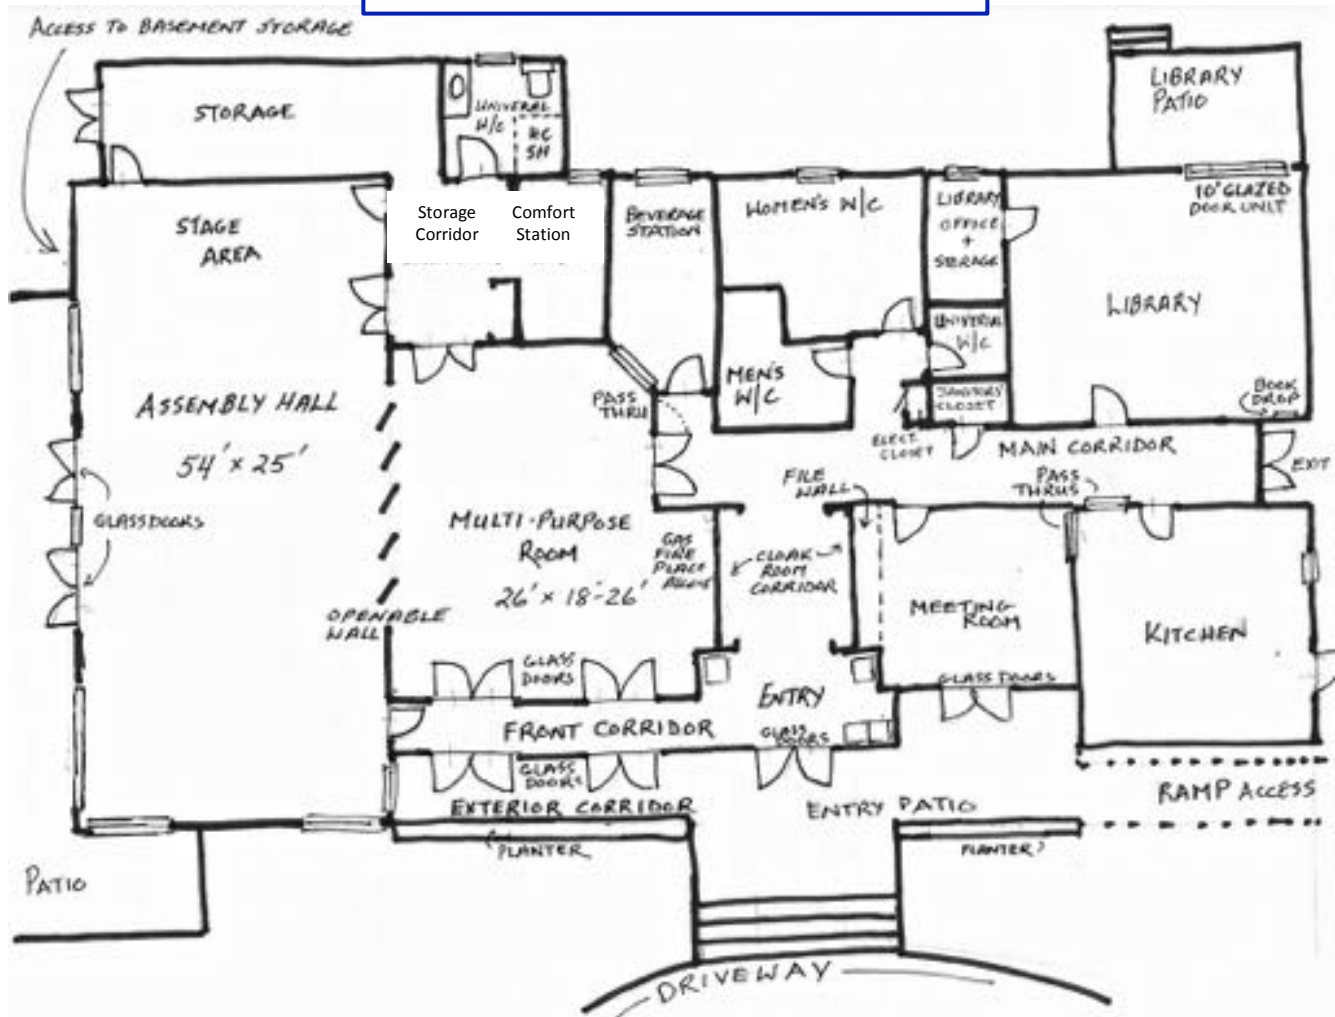 ACCESS TO BASEMENT STORAGE
STORAGE
UNIVERAL
W/C
HC
SH
LIBRARY
PATIO
10' GLAZED
DOOR UNIT
STAGE
AREA
Storage
Corridor
Comfort
Station
BEVERAGE
STATION
WOMEN'S W/C
LIBRARY
OFFICE
+
STORAGE
LIBRARY
UNIVERSAL
W/C
MEN'S
W/C
JANITORS
CLOSET
BOOK
DROP
ASSEMBLY HALL
54' x 25'
PASS
THRU
ELECT.
CLOSET
MAIN CORRIDOR
EXIT
FILE
WALL
PASS
THRUS
GLASS DOORS
MULTI-PURPOSE
ROOM
26' x 18'-26'
GAS
FIRE
PLACE
CLOAK
ROOM
CORRIDOR
MEETING
ROOM
KITCHEN
OPENABLE
WALL
GLASS
DOORS
GLASS DOORS
ENTRY
GLASS
DOORS
FRONT CORRIDOR
GLASS
DOORS
EXTERIOR CORRIDOR
ENTRY PATIO
RAMP ACCESS
PLANTER
PLANTER
PATIO
DRIVEWAY